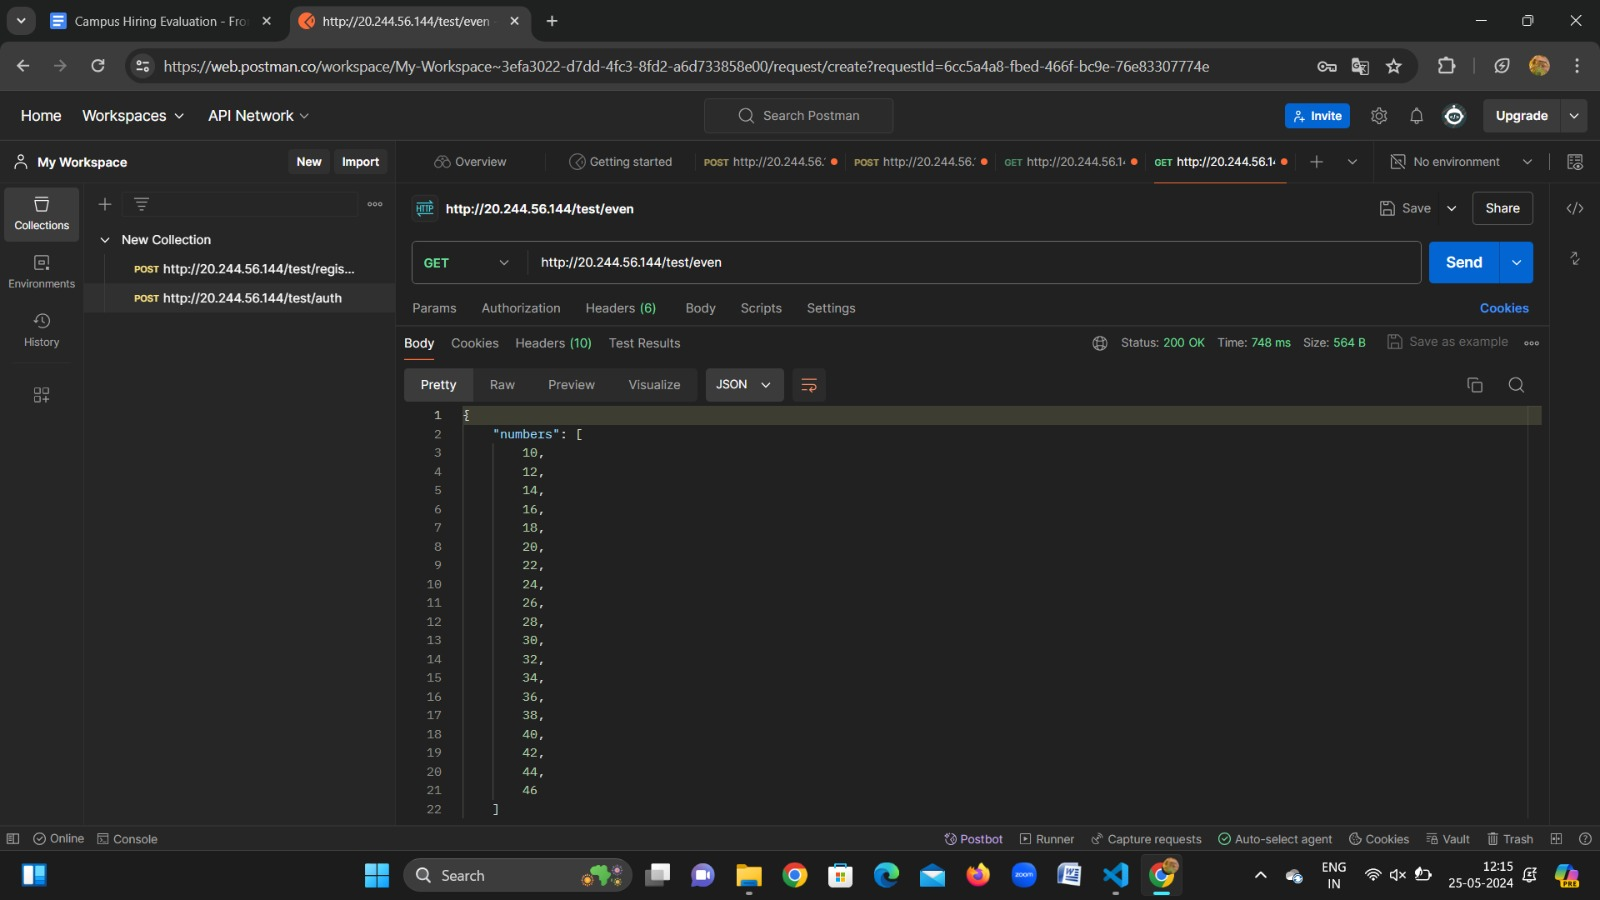 Campus Hiring Evaluation - Fro
http://20.244.56.144/test/even
https://web.postman.co/workspace/My-Workspace~3efa3022-d7dd-4fc3-8fd2-a6d733858e00/request/create?requestId=6cc5a4a8-fbed-466f-bc9e-76e83307774e
Home Workspaces API Network Search Postman Invite Upgrade
My Workspace New Import Overview Getting started POST http://20.244.56.' POST http://20.244.56.' GET http://20.244.56.14 GET http://20.244.56.14 No environment
Collections
Environments
History
New Collection
POST http://20.244.56.144/test/regis...
POST http://20.244.56.144/test/auth
HTTP http://20.244.56.144/test/even Save Share
GET http://20.244.56.144/test/even Send
Params Authorization Headers (6) Body Scripts Settings Cookies
Body Cookies Headers (10) Test Results Status: 200 OK Time: 748 ms Size: 564 B Save as example
Pretty Raw Preview Visualize JSON
1 {
2 "numbers": [
3 10,
4 12,
5 14,
6 16,
7 18,
8 20,
9 22,
10 24,
11 26,
12 28,
13 30,
14 32,
15 34,
16 36,
17 38,
18 40,
19 42,
20 44,
21 46
22 ]
Online Console Postbot Runner Capture requests Auto-select agent Cookies Vault Trash
Search zoom ENG 12:15
IN 25-05-2024 PRE